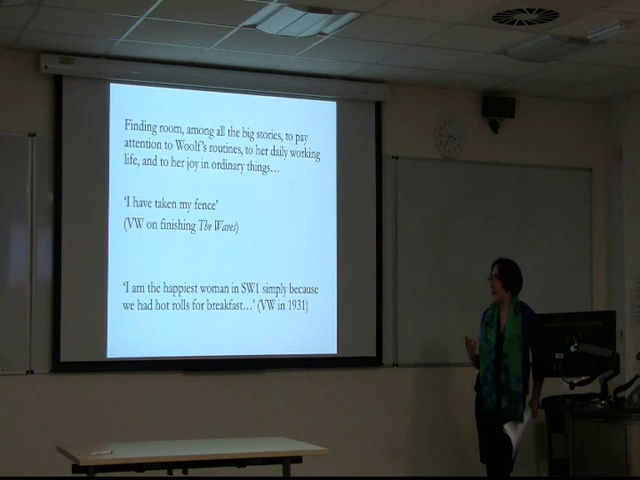 Finding room, among all the big stories, to pay
attention to Woolf's routines, to her daily working
life, and to her joy in ordinary things…
'I have taken my fence'
(VW on finishing The Waves)
'I am the happiest woman in SW1 simply because
we had hot rolls for breakfast…' (VW in 1931)